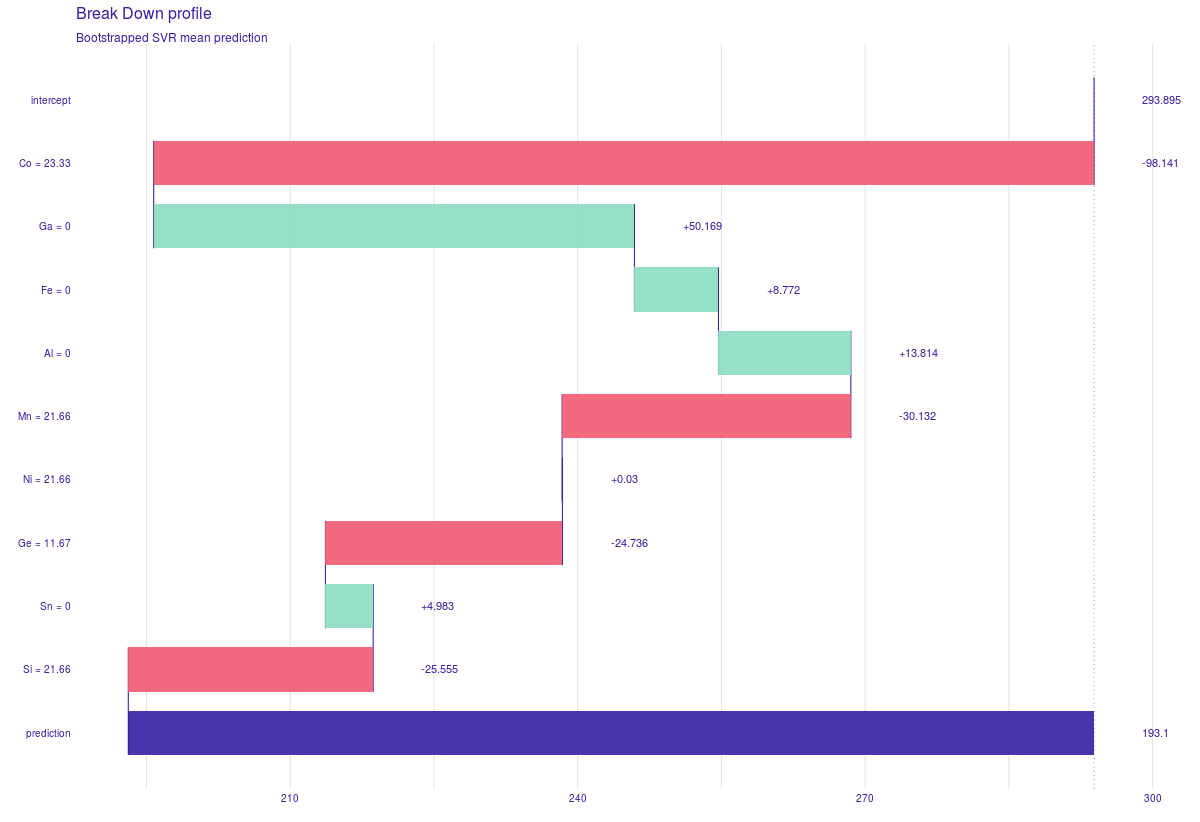 Break Down profile
Bootstrapped SVR mean prediction
intercept 293.895
Co = 23.33 -98.141
Ga = 0 +50.169
Fe = 0 +8.772
Al = 0 +13.814
Mn = 21.66 -30.132
Ni = 21.66 +0.03
Ge = 11.67 -24.736
Sn = 0 +4.983
Si = 21.66 -25.555
prediction 193.1
210 240 270 300